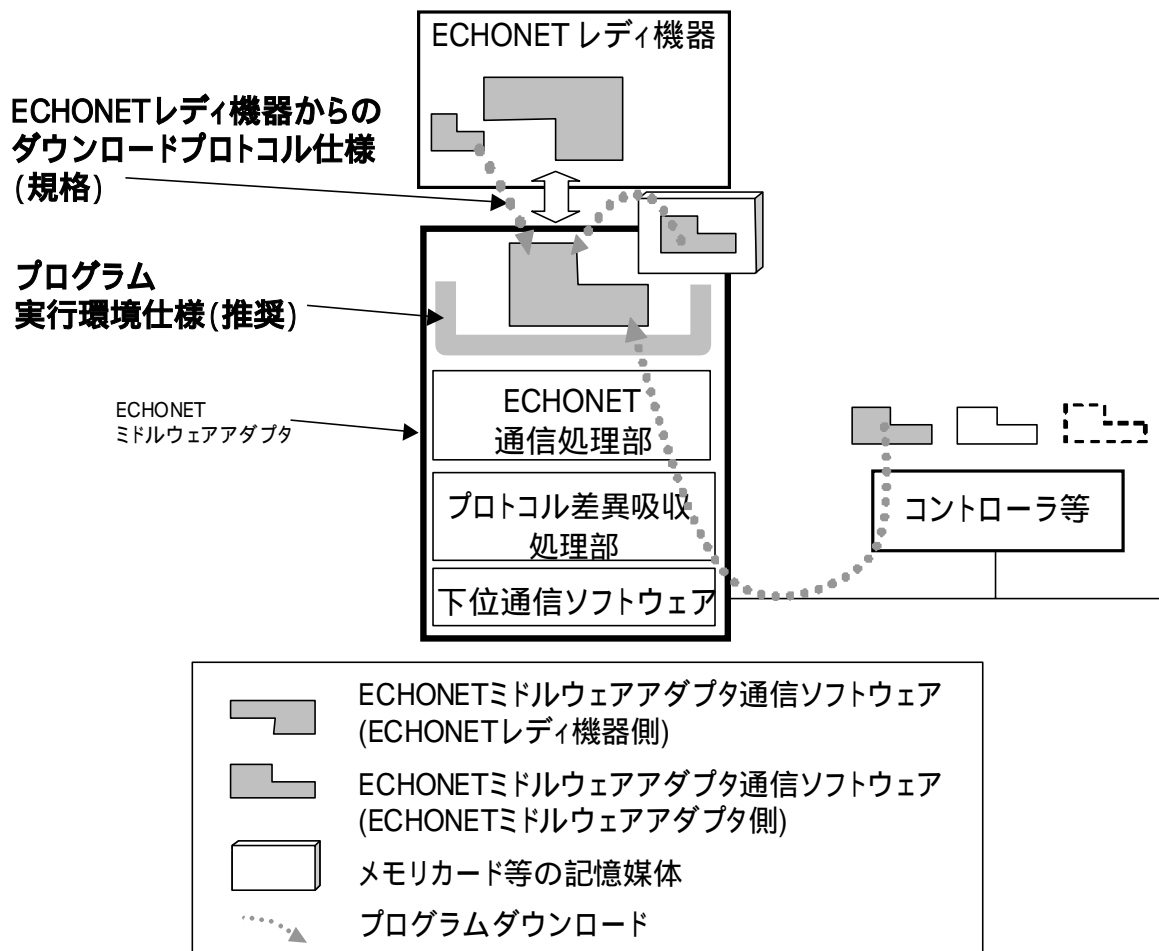 ECHONET レディ機器
ECHONETレディ機器からの
ダウンロードプロトコル仕様
(規格)
プログラム
実行環境仕様(推奨)
ECHONET
ミドルウェアアダプタ
ECHONET
通信処理部
プロトコル差異吸収
処理部
下位通信ソフトウェア
コントローラ等
ECHONETミドルウェアアダプタ通信ソフトウェア
(ECHONETレディ機器側)
ECHONETミドルウェアアダプタ通信ソフトウェア
(ECHONETミドルウェアアダプタ側)
メモリカード等の記憶媒体
プログラムダウンロード